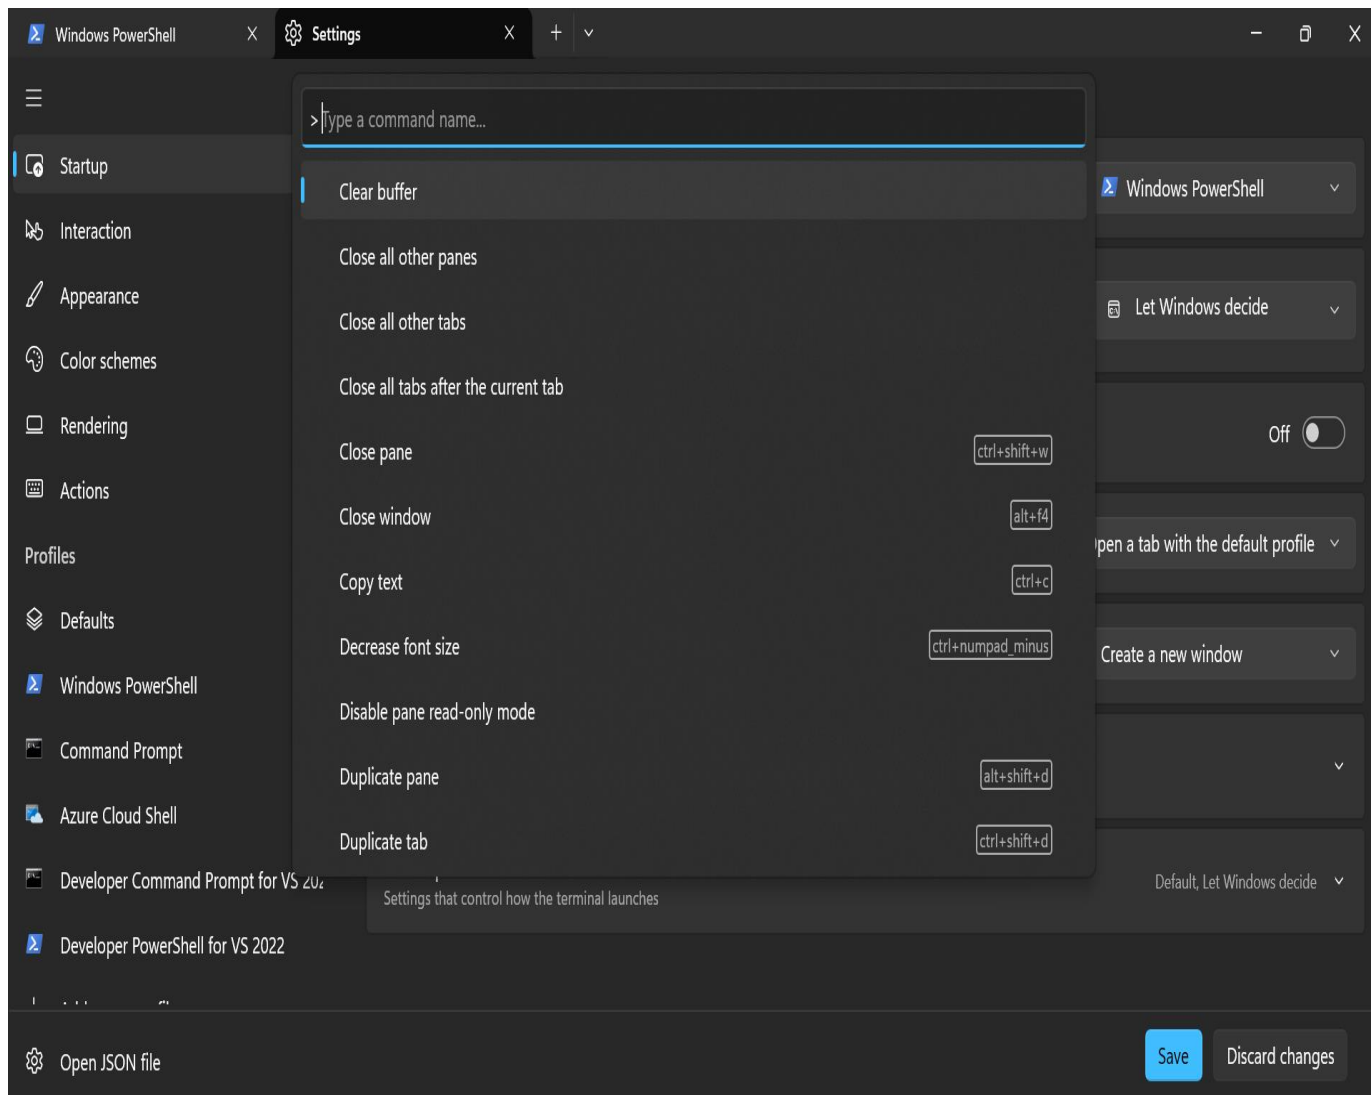 Windows PowerShell
Settings
>Type a command name...
Startup
Interaction
Appearance
Color schemes
Rendering
Actions
Profiles
Defaults
Windows PowerShell
Command Prompt
Azure Cloud Shell
Developer Command Prompt for VS
Developer PowerShell for VS 2022
Open JSON file
Clear buffer
Close all other panes
Close all other tabs
Close all tabs after the current tab
Close pane ctrl+shift+w
Close window alt+f4
Copy text ctrl+c
Decrease font size ctrl+numpad_minus
Disable pane read-only mode
Duplicate pane alt+shift+d
Duplicate tab ctrl+shift+d
Windows PowerShell
Let Windows decide
Off
a tab with the default profile
Create a new window
Settings that control how the terminal launches
Default, Let Windows decide
Save
Discard changes